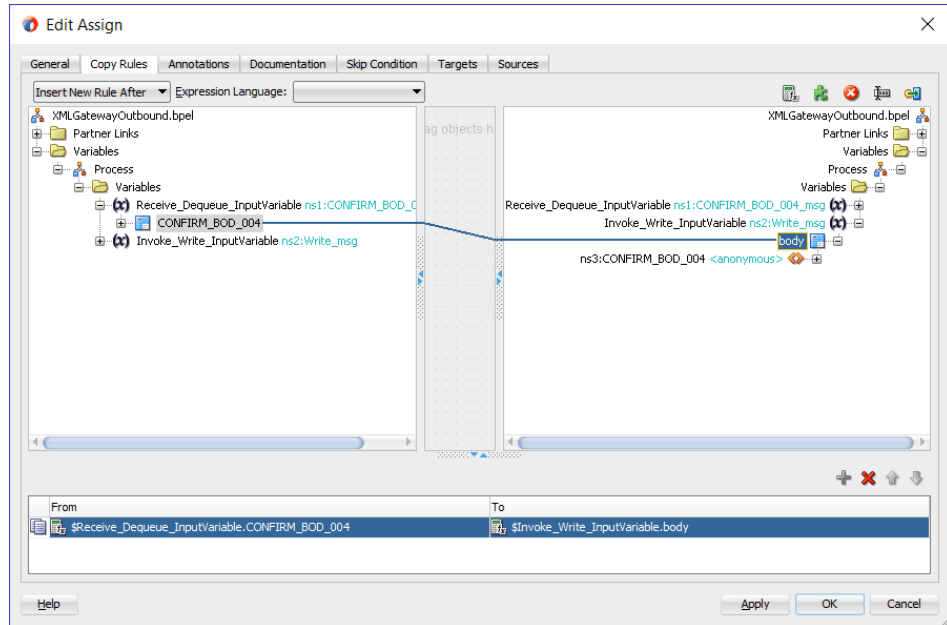 Edit Assign
General Copy Rules Annotations Documentation Skip Condition Targets Sources
Insert New Rule After Expression Language:
XMLGatewayOutbound.bpel
Partner Links
Variables
Process
Variables
Receive_Dequeue_InputVariable ns1:CONFIRM_BOD_0
CONFIRM_BOD_004
Invoke_Write_InputVariable ns2:Write_msg
ag objects h
XMLGatewayOutbound.bpel
Partner Links
Variables
Process
Variables
Receive_Dequeue_InputVariable ns1:CONFIRM_BOD_004_msg
Invoke_Write_InputVariable ns2:Write_msg
body
ns3:CONFIRM_BOD_004 <anonymous>
From To
$Receive_Dequeue_InputVariable.CONFIRM_BOD_004 $Invoke_Write_InputVariable.body
Help Apply OK Cancel